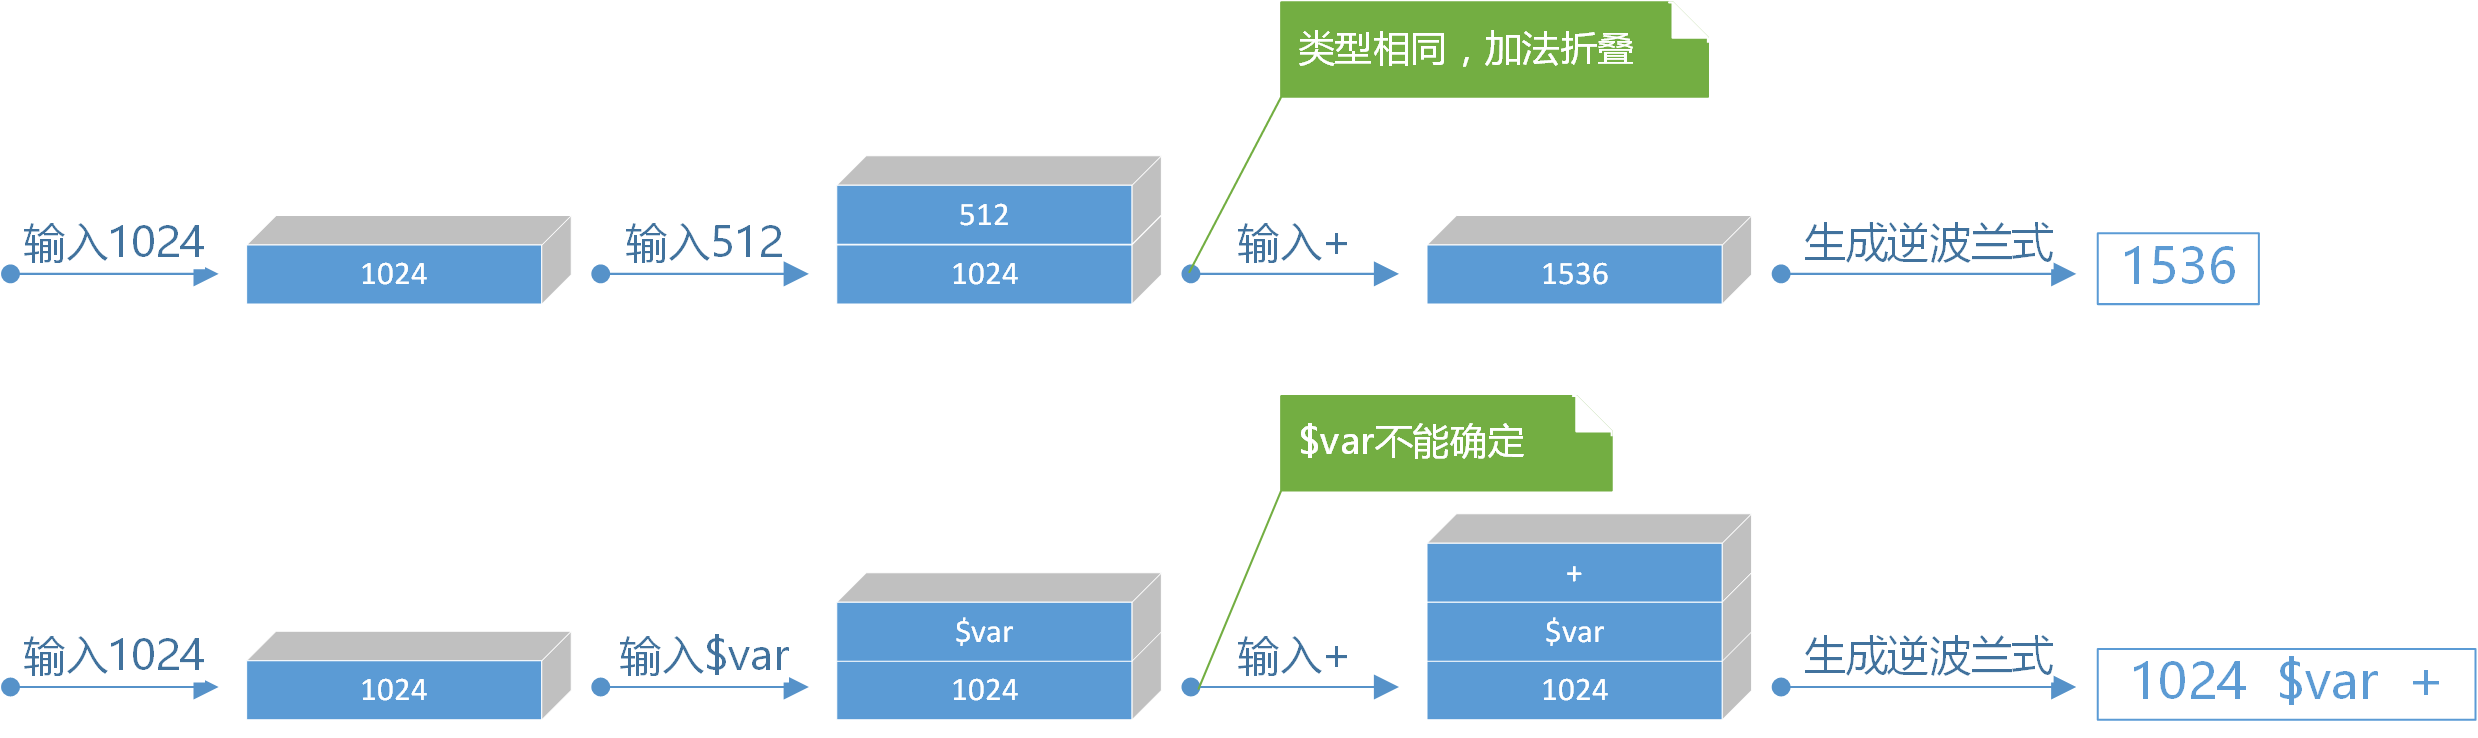 类型相同，加法折叠
输入1024
1024
输入512
512
1024
输入+
1536
生成逆波兰式
1536
$var不能确定
输入1024
1024
输入$var
$var
1024
输入+
+
$var
1024
生成逆波兰式
1024 $var +